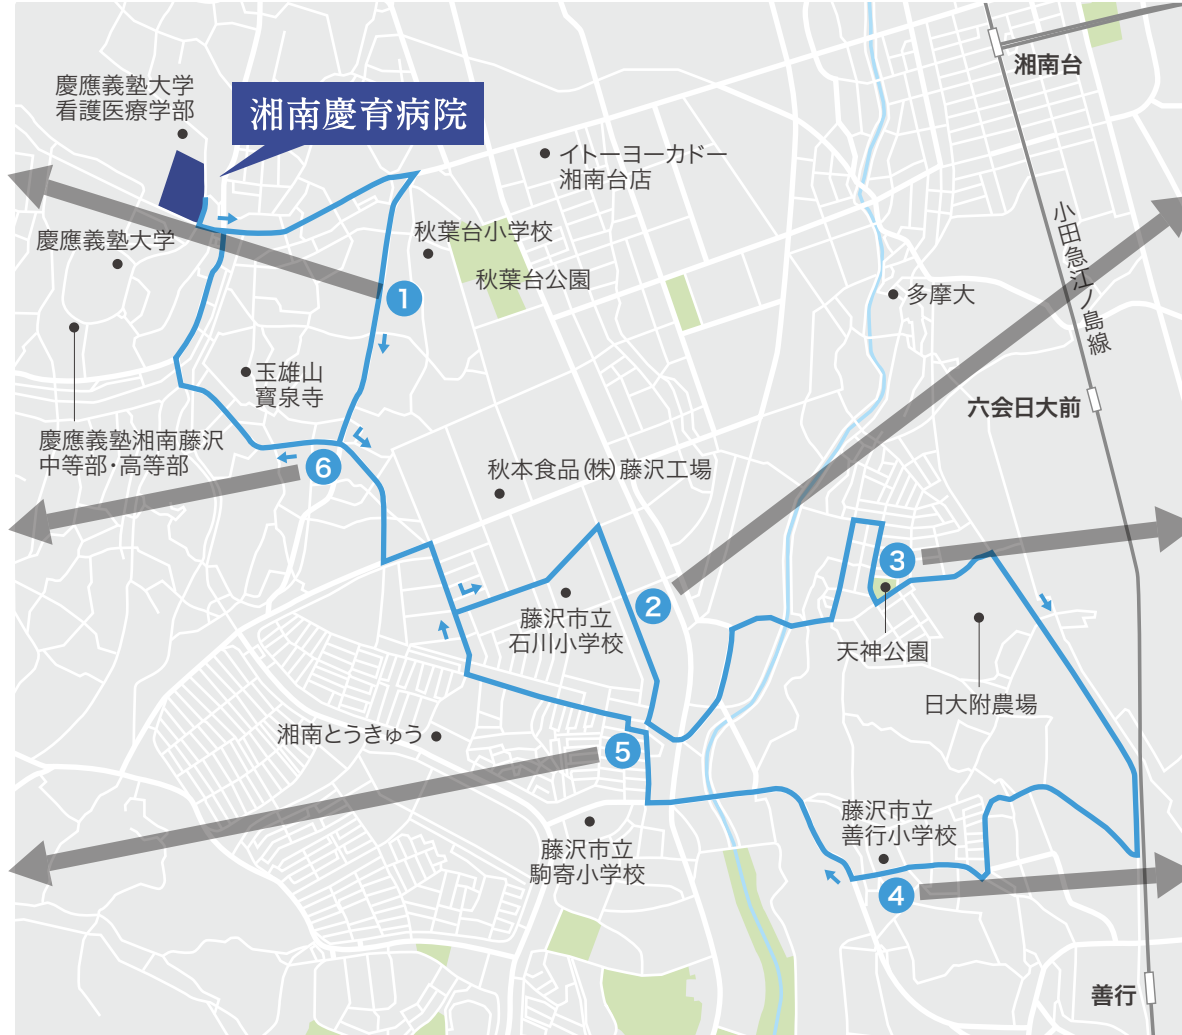 湘南台
慶應義塾大学
看護医療学部
湘南慶育病院
イトーヨーカドー
湘南台店
小田急江ノ島線
慶應義塾大学
秋葉台小学校
秋葉台公園
1
多摩大
玉雄山
寳泉寺
六会日大前
慶應義塾湘南藤沢
中等部・高等部
6
秋本食品(株)藤沢工場
3
2
藤沢市立
石川小学校
天神公園
日大附農場
湘南とうきゅう
5
藤沢市立
善行小学校
藤沢市立
駒寄小学校
4
善行